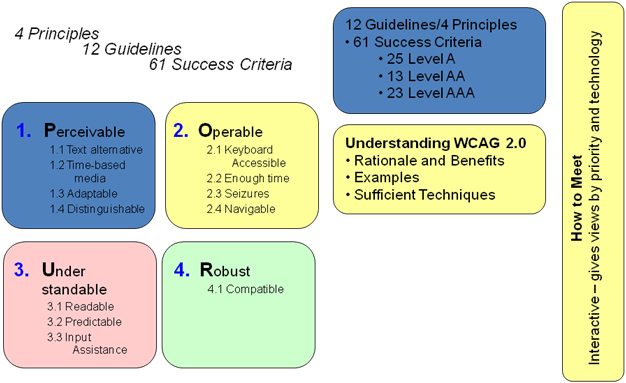 4 Principles
12 Guidelines
61 Success Criteria
1. Perceivable
1.1 Text alternative
1.2 Time-based
media
1.3 Adaptable
1.4 Distinguishable
2. Operable
2.1 Keyboard
Accessible
2.2 Enough time
2.3 Seizures
2.4 Navigable
3. Under
standable
3.1 Readable
3.2 Predictable
3.3 Input
Assistance
4. Robust
4.1 Compatible
12 Guidelines/4 Principles
• 61 Success Criteria
• 25 Level A
• 13 Level AA
• 23 Level AAA
Understanding WCAG 2.0
• Rationale and Benefits
• Examples
• Sufficient Techniques
How to Meet
Interactive – gives views by priority and technology